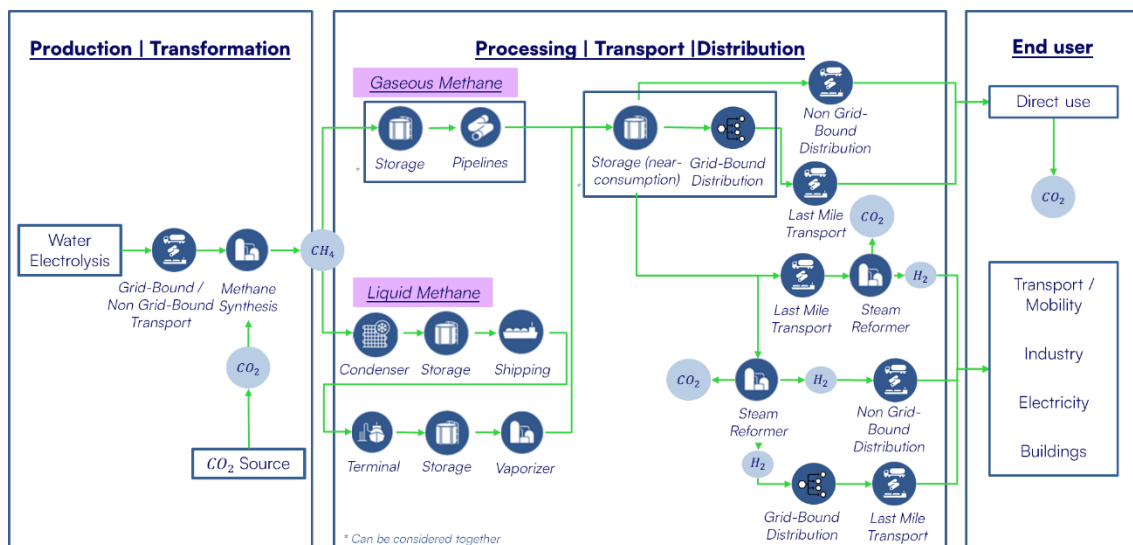 Production | Transformation
Water
Electrolysis
Grid-Bound /
Non Grid-Bound
Transport
Methane
Synthesis
CO₂
CO₂ Source
CH₄
Processing | Transport |Distribution
Gaseous Methane
Storage
Pipelines
*
Storage (near-
consumption)
Grid-Bound
Distribution
*
Non Grid-
Bound
Distribution
Last Mile
Transport
Liquid Methane
Condenser
Storage
Shipping
Terminal
Storage
Vaporizer
Last Mile
Transport
CO₂
Steam
Reformer
H₂
CO₂
Steam
Reformer
H₂
Non Grid-
Bound
Distribution
H₂
Grid-Bound
Distribution
Last Mile
Transport
* Can be considered together
End user
Direct use
CO₂
Transport /
Mobility
Industry
Electricity
Buildings